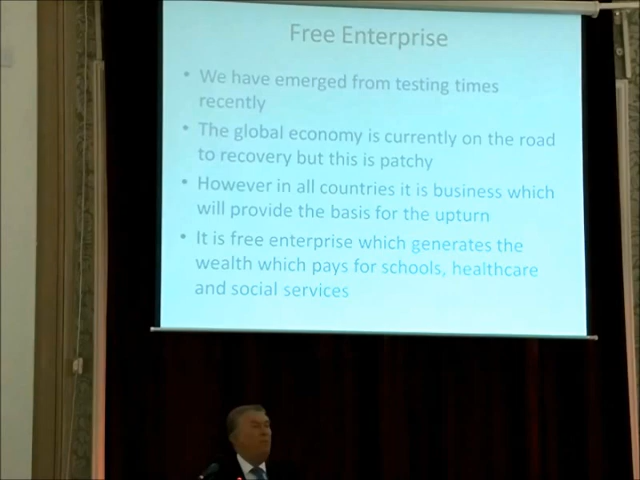 Free Enterprise
• We have emerged from testing times
recently
• The global economy is currently on the road
to recovery but this is patchy
• However in all countries it is business which
will provide the basis for the upturn
• It is free enterprise which generates the
wealth which pays for schools, healthcare
and social services